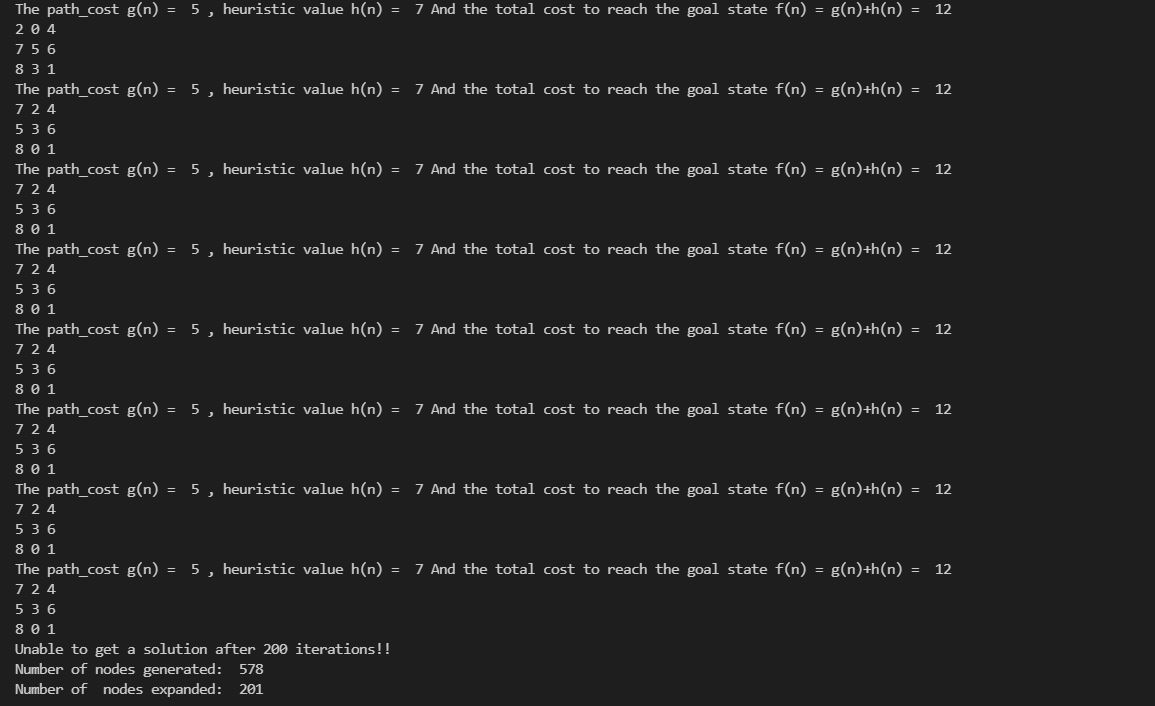 The path_cost g(n) =  5 , heuristic value h(n) =  7 And the total cost to reach the goal state f(n) = g(n)+h(n) =  12
2 0 4
7 5 6
8 3 1
The path_cost g(n) =  5 , heuristic value h(n) =  7 And the total cost to reach the goal state f(n) = g(n)+h(n) =  12
7 2 4
5 3 6
8 0 1
The path_cost g(n) =  5 , heuristic value h(n) =  7 And the total cost to reach the goal state f(n) = g(n)+h(n) =  12
7 2 4
5 3 6
8 0 1
The path_cost g(n) =  5 , heuristic value h(n) =  7 And the total cost to reach the goal state f(n) = g(n)+h(n) =  12
7 2 4
5 3 6
8 0 1
The path_cost g(n) =  5 , heuristic value h(n) =  7 And the total cost to reach the goal state f(n) = g(n)+h(n) =  12
7 2 4
5 3 6
8 0 1
The path_cost g(n) =  5 , heuristic value h(n) =  7 And the total cost to reach the goal state f(n) = g(n)+h(n) =  12
7 2 4
5 3 6
8 0 1
The path_cost g(n) =  5 , heuristic value h(n) =  7 And the total cost to reach the goal state f(n) = g(n)+h(n) =  12
7 2 4
5 3 6
8 0 1
The path_cost g(n) =  5 , heuristic value h(n) =  7 And the total cost to reach the goal state f(n) = g(n)+h(n) =  12
7 2 4
5 3 6
8 0 1
Unable to get a solution after 200 iterations!!
Number of nodes generated:  578
Number of  nodes expanded:  201